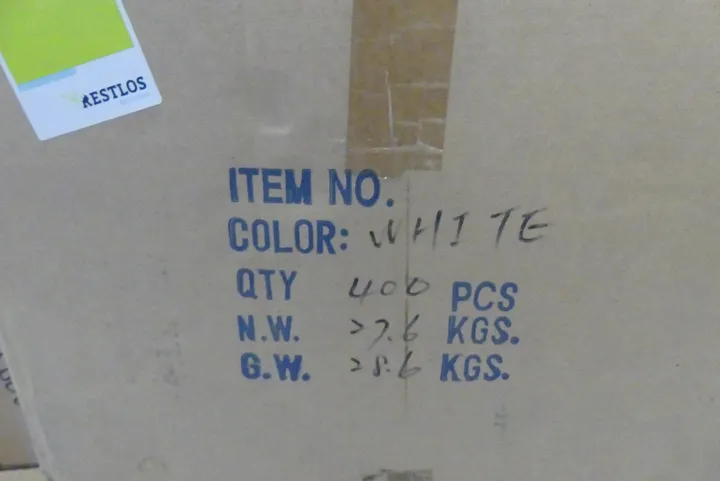 RESTLOS
ITEM NO.
COLOR: WHITE
QTY 400 PCS
N.W. 27.6 KGS.
G.W. 28.6 KGS.